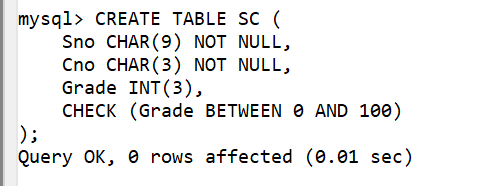 mysql> CREATE TABLE SC (
    Sno CHAR(9) NOT NULL,
    Cno CHAR(3) NOT NULL,
    Grade INT(3),
    CHECK (Grade BETWEEN 0 AND 100)
);
Query OK, 0 rows affected (0.01 sec)